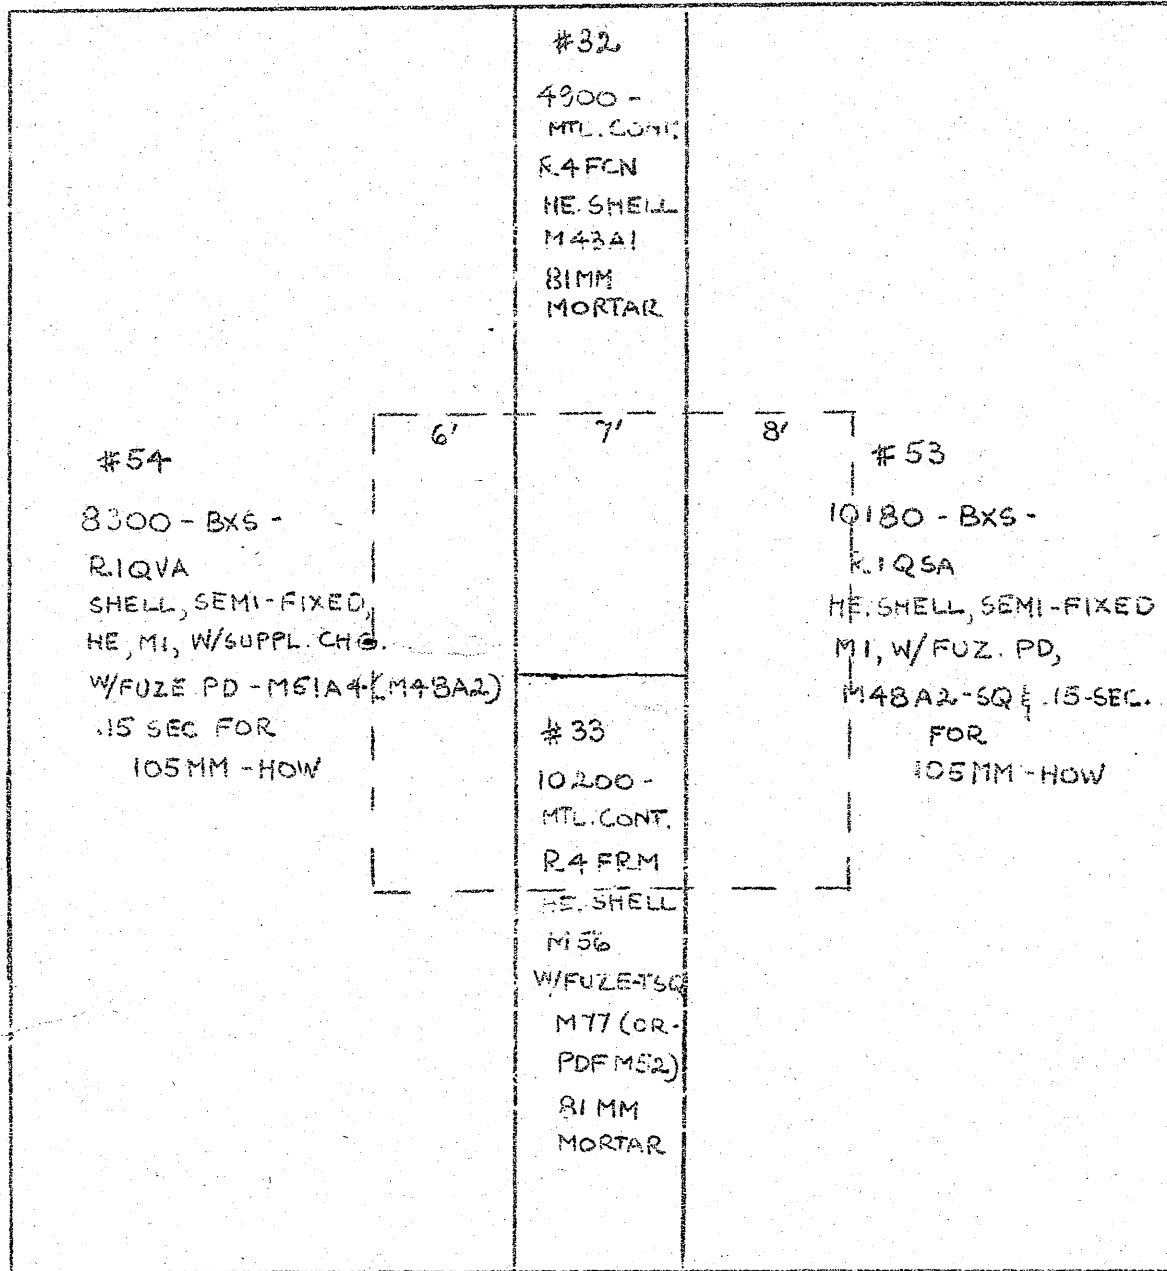 #32
4900 -
MTL. CONT.
R.4 FCN
HE. SHELL
M43A1
81MM
MORTAR
6' 7' 8'
#54
8300 - BXS -
R.1QVA
SHELL, SEMI-FIXED,
HE, M1, W/SUPPL. CHG.
W/FUZE PD - M51A4 (M48A2)
.15 SEC FOR
105MM - HOW
#53
10180 - BXS -
R.1QSA
HE. SHELL, SEMI-FIXED
M1, W/FUZ. PD,
M48A2-SQ & .15-SEC.
FOR
105MM - HOW
#33
10200 -
MTL. CONT.
R.4 FRM
HE. SHELL
M56
W/FUZE-TSQ
M77 (OR-
PDF M52)
81 MM
MORTAR